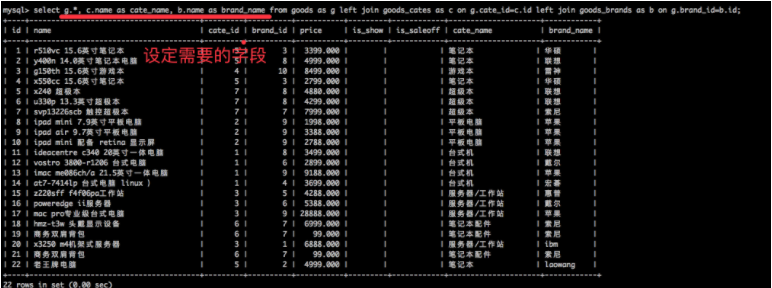 mysql> select g.*, c.name as cate_name, b.name as brand_name from goods as g left join goods_cates as c on g.cate_id=c.id left join goods_brands as b on g.brand_id=b.id;
| id | name | cate_id | brand_id | price | is_show | is_saleoff | cate_name | brand_name |
设定需要的字段
| 1 | r510vc 15.6英寸笔记本 | 5 | 3 | 3399.000 | | | 笔记本 | 华硕 |
| 2 | y400n 14.0英寸笔记本电脑 | 5 | 8 | 4999.000 | | | 笔记本 | 联想 |
| 3 | g150th 15.6英寸游戏本 | 4 | 10 | 8499.000 | | | 游戏本 | 雷神 |
| 4 | x550cc 15.6英寸笔记本 | 5 | 3 | 2799.000 | | | 笔记本 | 华硕 |
| 5 | x240 超极本 | 7 | 8 | 4880.000 | | | 超级本 | 联想 |
| 6 | u330p 13.3英寸超极本 | 7 | 8 | 4299.000 | | | 超级本 | 联想 |
| 7 | svp13226scb 触控超极本 | 7 | 7 | 7999.000 | | | 超级本 | 索尼 |
| 8 | ipad mini 7.9英寸平板电脑 | 2 | 9 | 1998.000 | | | 平板电脑 | 苹果 |
| 9 | ipad air 9.7英寸平板电脑 | 2 | 9 | 3388.000 | | | 平板电脑 | 苹果 |
| 10 | ipad mini 配备 retina 显示屏 | 2 | 9 | 2788.000 | | | 平板电脑 | 苹果 |
| 11 | ideacentre c340 20英寸一体电脑 | 1 | 8 | 3499.000 | | | 台式机 | 联想 |
| 12 | vostro 3800-r1206 台式电脑 | 1 | 6 | 2899.000 | | | 台式机 | 戴尔 |
| 13 | imac me086ch/a 21.5英寸一体电脑 | 1 | 9 | 9188.000 | | | 台式机 | 苹果 |
| 14 | at7-7414lp 台式电脑 linux ) | 1 | 4 | 3699.000 | | | 台式机 | 宏碁 |
| 15 | z220sff f4f06pa工作站 | 3 | 5 | 4288.000 | | | 服务器/工作站 | 惠普 |
| 16 | poweredge ii服务器 | 3 | 6 | 5388.000 | | | 服务器/工作站 | 戴尔 |
| 17 | mac pro专业级台式电脑 | 3 | 9 | 28888.000 | | | 服务器/工作站 | 苹果 |
| 18 | hmz-t3w 头戴显示设备 | 6 | 7 | 6999.000 | | | 笔记本配件 | 索尼 |
| 19 | 商务双肩背包 | 6 | 7 | 99.000 | | | 笔记本配件 | 索尼 |
| 20 | x3250 m4机架式服务器 | 3 | 1 | 6888.000 | | | 服务器/工作站 | ibm |
| 21 | 商务双肩背包 | 6 | 7 | 99.000 | | | 笔记本配件 | 索尼 |
| 22 | 老王牌电脑 | 5 | 2 | 4999.000 | | | 笔记本 | laowang |
22 rows in set (0.00 sec)